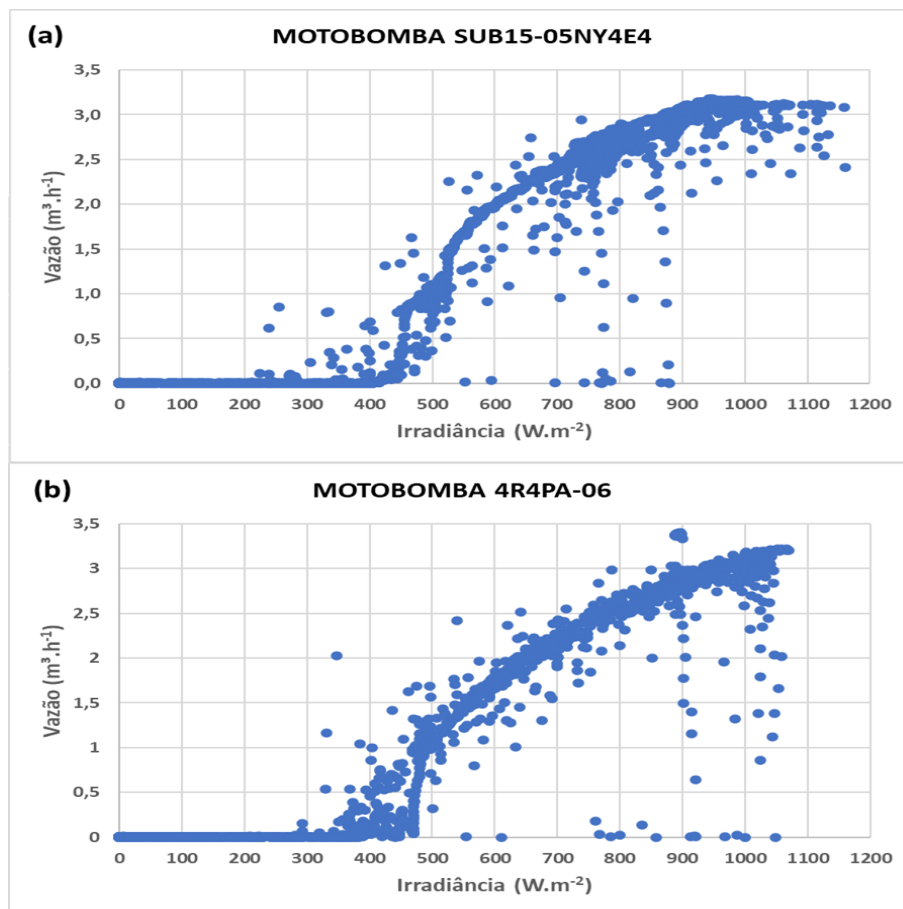 (a)
MOTOBOMBA SUB15-05NY4E4
Vazão (m³.h-¹)
3,5
3,0
2,5
2,0
1,5
1,0
0,5
0,0
0 100 200 300 400 500 600 700 800 900 1000 1100 1200
Irradiância (W.m-²)
(b)
MOTOBOMBA 4R4PA-06
Vazão (m³.h-¹)
3,5
3
2,5
2
1,5
1
0,5
0
0 100 200 300 400 500 600 700 800 900 1000 1100 1200
Irradiância (W.m-²)